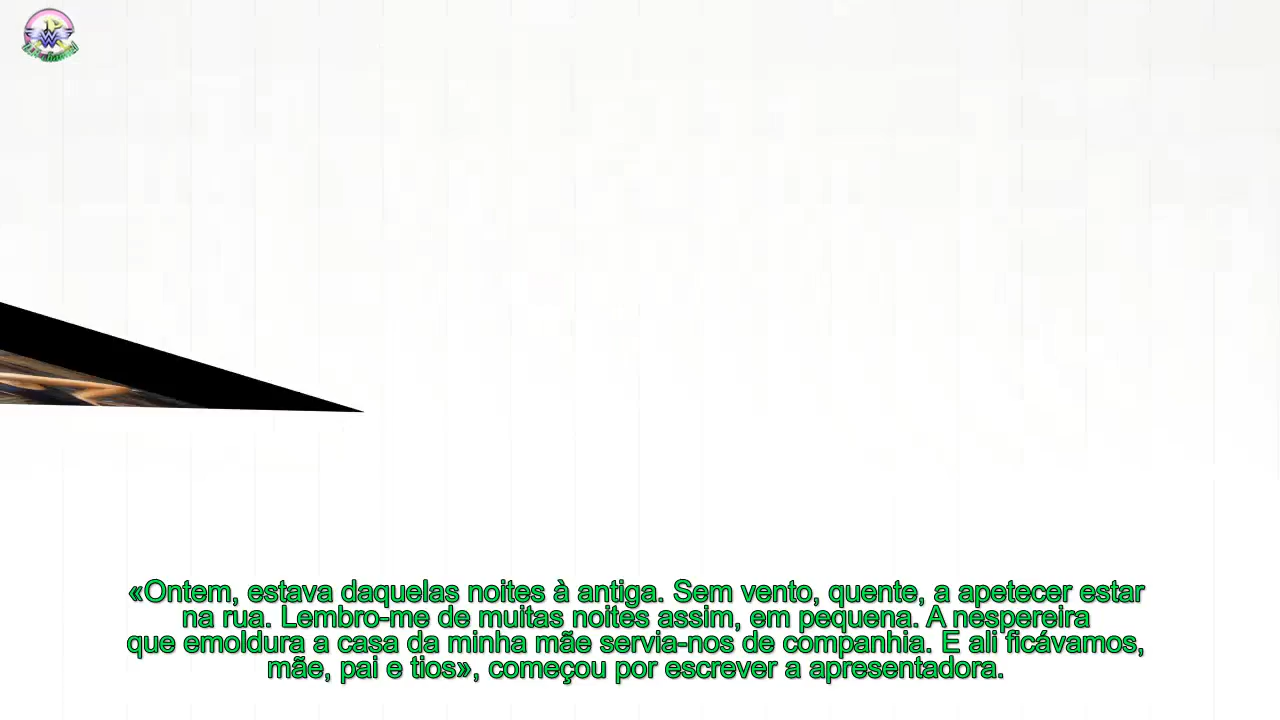 «Ontem, estava daquelas noites à antiga. Sem vento, quente, a apetecer estar
na rua. Lembro-me de muitas noites assim, em pequena. A nespereira
que emoldura a casa da minha mãe servia-nos de companhia. E ali ficávamos,
mãe, pai e tios», começou por escrever a apresentadora.